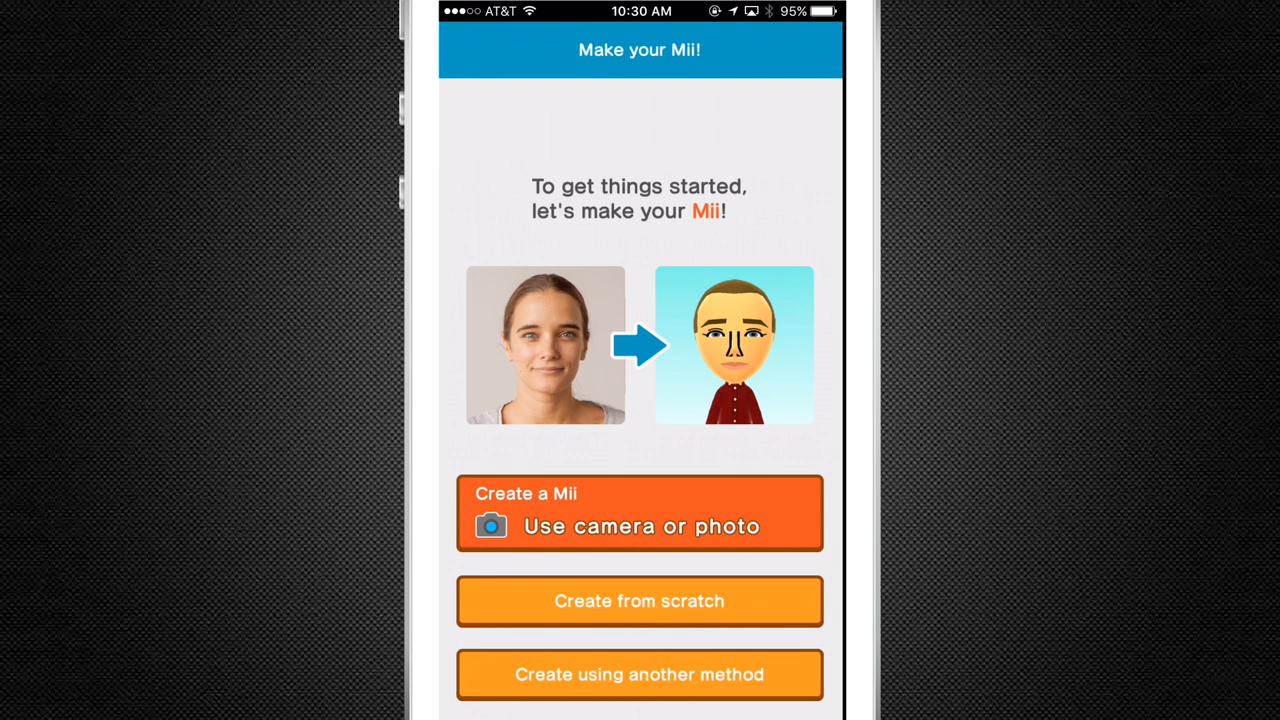 AT&T 10:30 AM 95%
Make your Mii!
To get things started,
let's make your Mii!
Create a Mii
Use camera or photo
Create from scratch
Create using another method